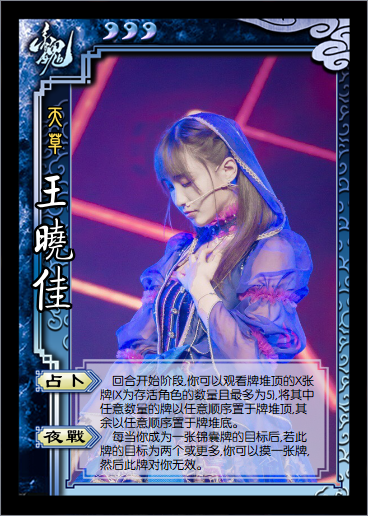 魏
天草
王曉佳
占卜
回合开始阶段,你可以观看牌堆顶的X张
牌(X为存活角色的数量且最多为5),将其中
任意数量的牌以任意顺序置于牌堆顶,其
余以任意顺序置于牌堆底。
夜戰
每当你成为一张锦囊牌的目标后,若此
牌的目标为两个或更多,你可以摸一张牌,
然后此牌对你无效。